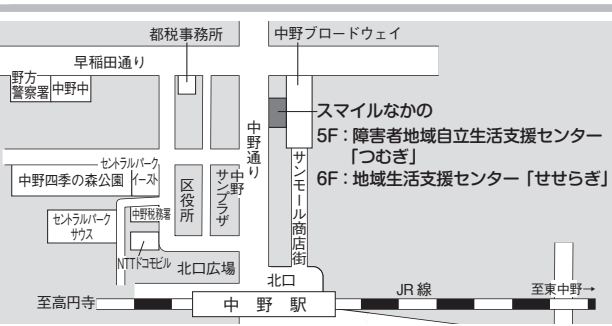 都税事務所
中野ブロードウェイ
早稲田通り
野方
警察署
中野中
スマイルなかの
5F：障害者地域自立生活支援センター
「つむぎ」
6F：地域生活支援センター「せせらぎ」
中野通り
セントラルパーク
イースト
中野四季の森公園
区役所
中野
サンプラザ
サンモール商店街
セントラルパーク
サウス
中野税務署
NTTドコモビル
北口広場
北口
JR 線
至東中野→
至高円寺
中野駅